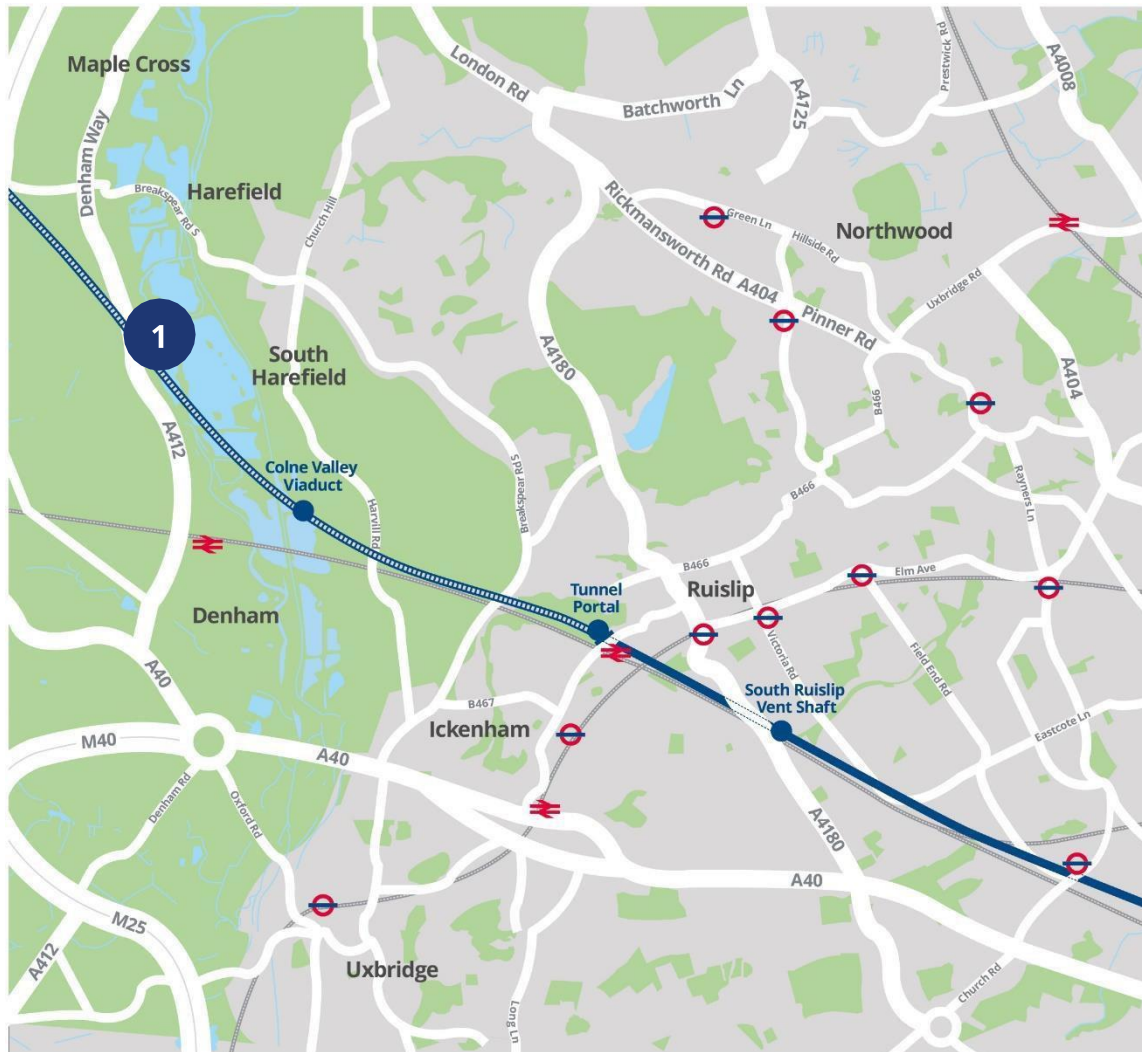 Maple Cross
London Rd
Batchworth Ln
A4125
Prestwick Rd
A4008
Denham Way
Breakspear Rd S
Harefield
Church Hill
Rickmansworth Rd A404
Green Ln
Hillside Rd
Northwood
Uxbridge Rd
Pinner Rd
1
South
Harefield
A4180
A404
B466
A412
Colne Valley
Viaduct
Harvill Rd
Breakspear Rd S
B466
Rayners Ln
B466
Elm Ave
Denham
Tunnel
Portal
Ruislip
Victoria Rd
Field End Rd
A40
South Ruislip
Vent Shaft
B467
Ickenham
Eastcote Ln
M40
A40
Denham Rd
Oxford Rd
A4180
A40
M25
A412
Uxbridge
Long Ln
Church Rd